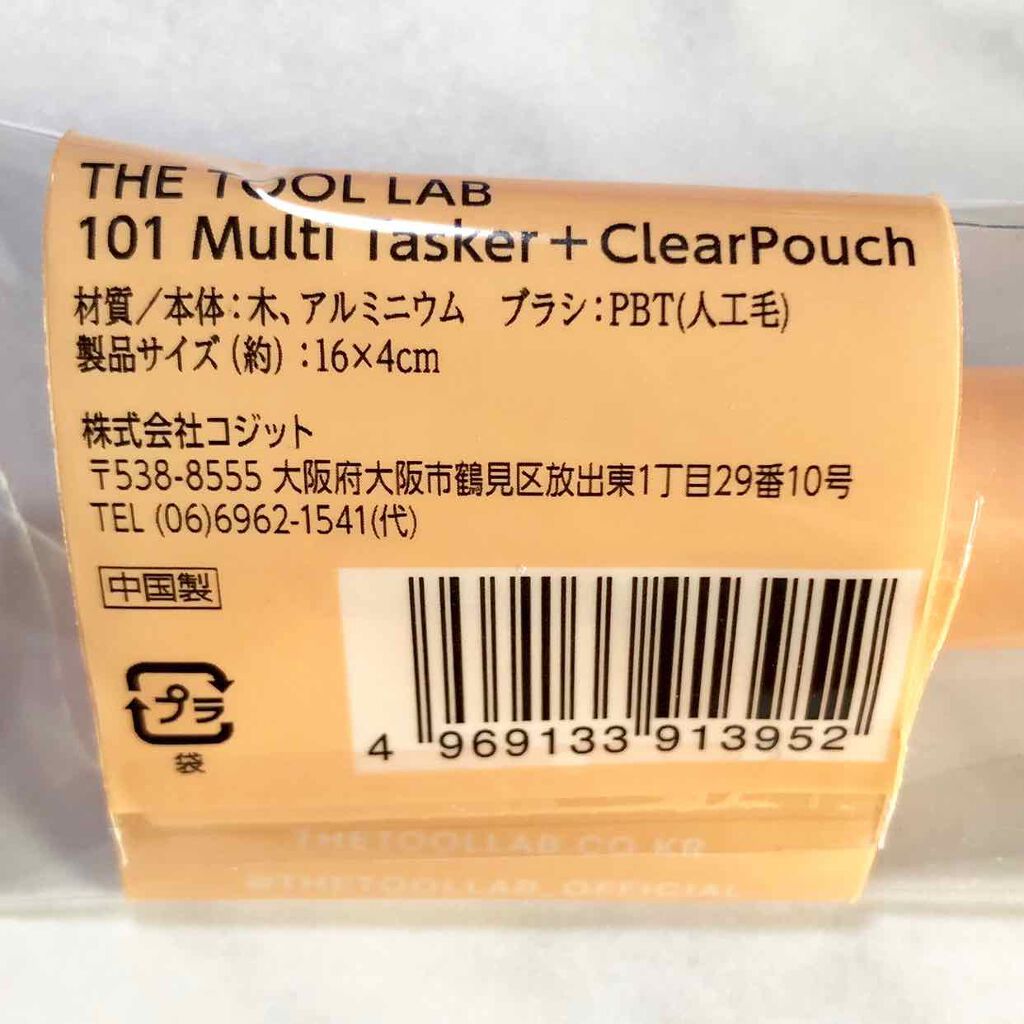 THE TOOL LAB
101 Multi Tasker+ClearPouch
材質/本体:木、アルミニウム　ブラシ:PBT(人工毛)
製品サイズ(約):16×4cm
株式会社コジット
〒538-8555 大阪府大阪市鶴見区放出東1丁目29番10号
TEL (06)6962-1541(代)
中国製
プラ
袋
4 969133 913952
THETOOLLAB.CO.KR
@THETOOLLAB_OFFICIAL